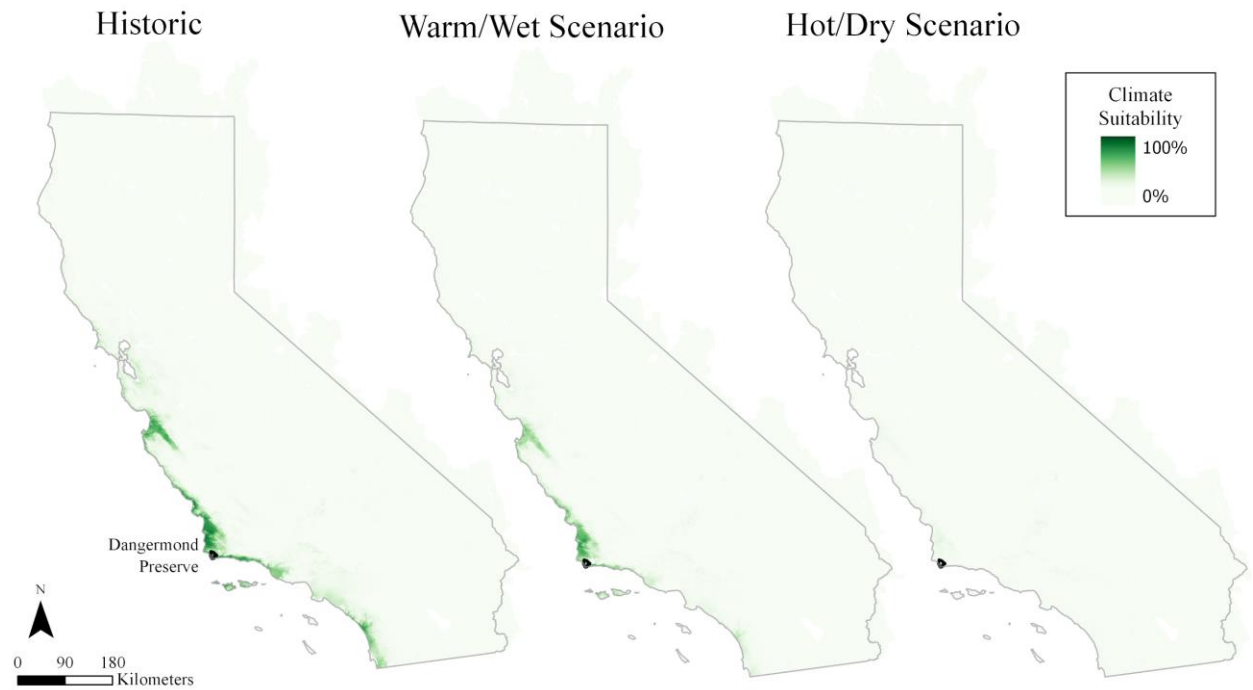 Historic
Warm/Wet Scenario
Hot/Dry Scenario
Climate
Suitability
100%
0%
Dangermond
Preserve
N
0 90 180
Kilometers